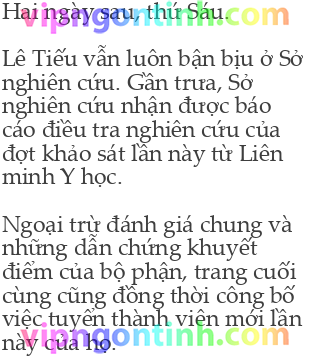 Hai ngày sau, thứ Sáu.
vipngontinh.com
Lê Tiếu vẫn luôn bận bịu ở Sở
nghiên cứu. Gần trưa, Sở
nghiên cứu nhận được báo
cáo điều tra nghiên cứu của
đợt khảo sát lần này từ Liên
minh Y học.
Ngoại trừ đánh giá chung và
những dẫn chứng khuyết
điểm của bộ phận, trang cuối
cùng cũng đồng thời công bố
việc tuyển thành viên mới lần
này của họ.
vipngontinh.com